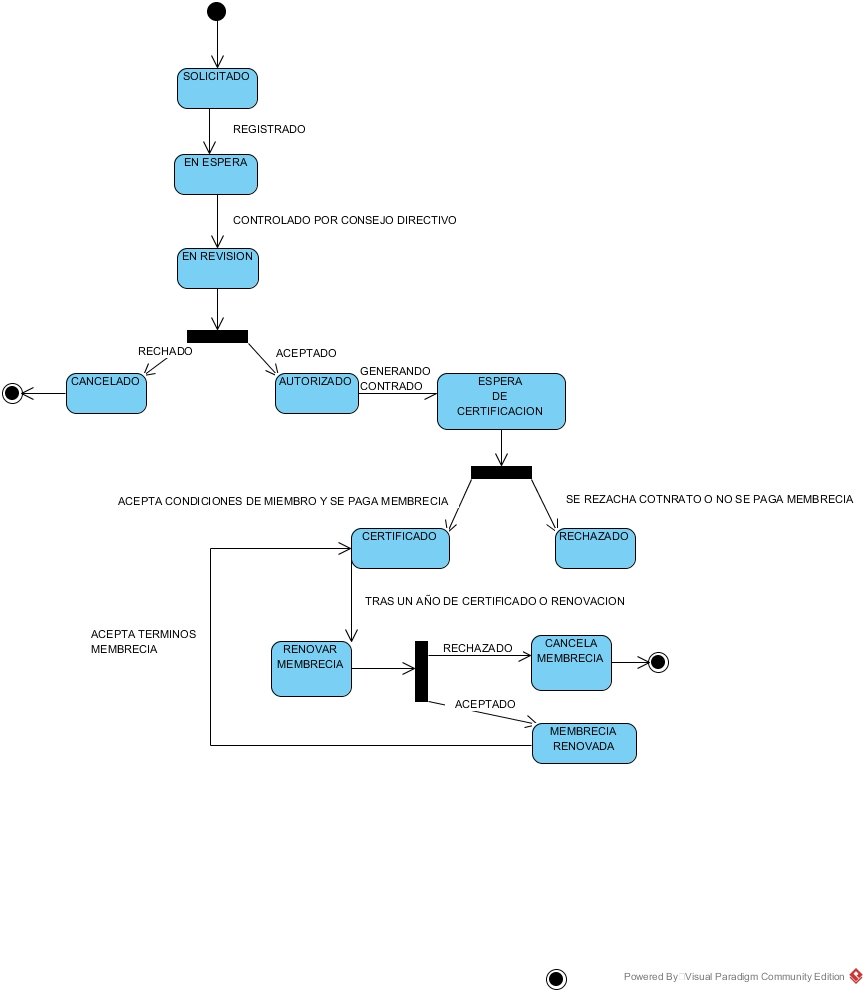 SOLICITADO
REGISTRADO
EN ESPERA
CONTROLADO POR CONSEJO DIRECTIVO
EN REVISION
RECHADO
ACEPTADO
CANCELADO
AUTORIZADO
GENERANDO
CONTRADO
ESPERA
DE
CERTIFICACION
ACEPTA CONDICIONES DE MIEMBRO Y SE PAGA MEMBRECIA
SE REZACHA COTNRATO O NO SE PAGA MEMBRECIA
CERTIFICADO
RECHAZADO
TRAS UN AÑO DE CERTIFICADO O RENOVACION
ACEPTA TERMINOS
MEMBRECIA
RENOVAR
MEMBRECIA
RECHAZADO
CANCELA
MEMBRECIA
ACEPTADO
MEMBRECIA
RENOVADA
Powered By Visual Paradigm Community Edition